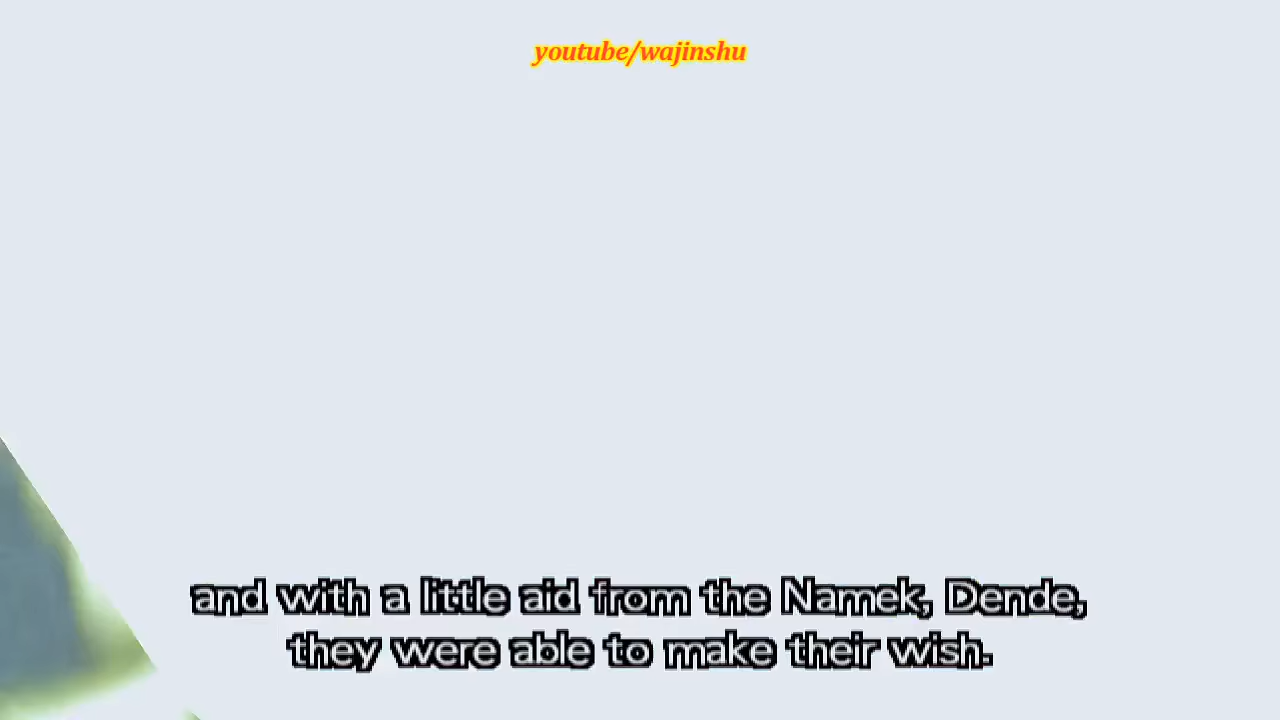 youtube/wajinshu
and with a little aid from the Namek, Dende,
they were able to make their wish.